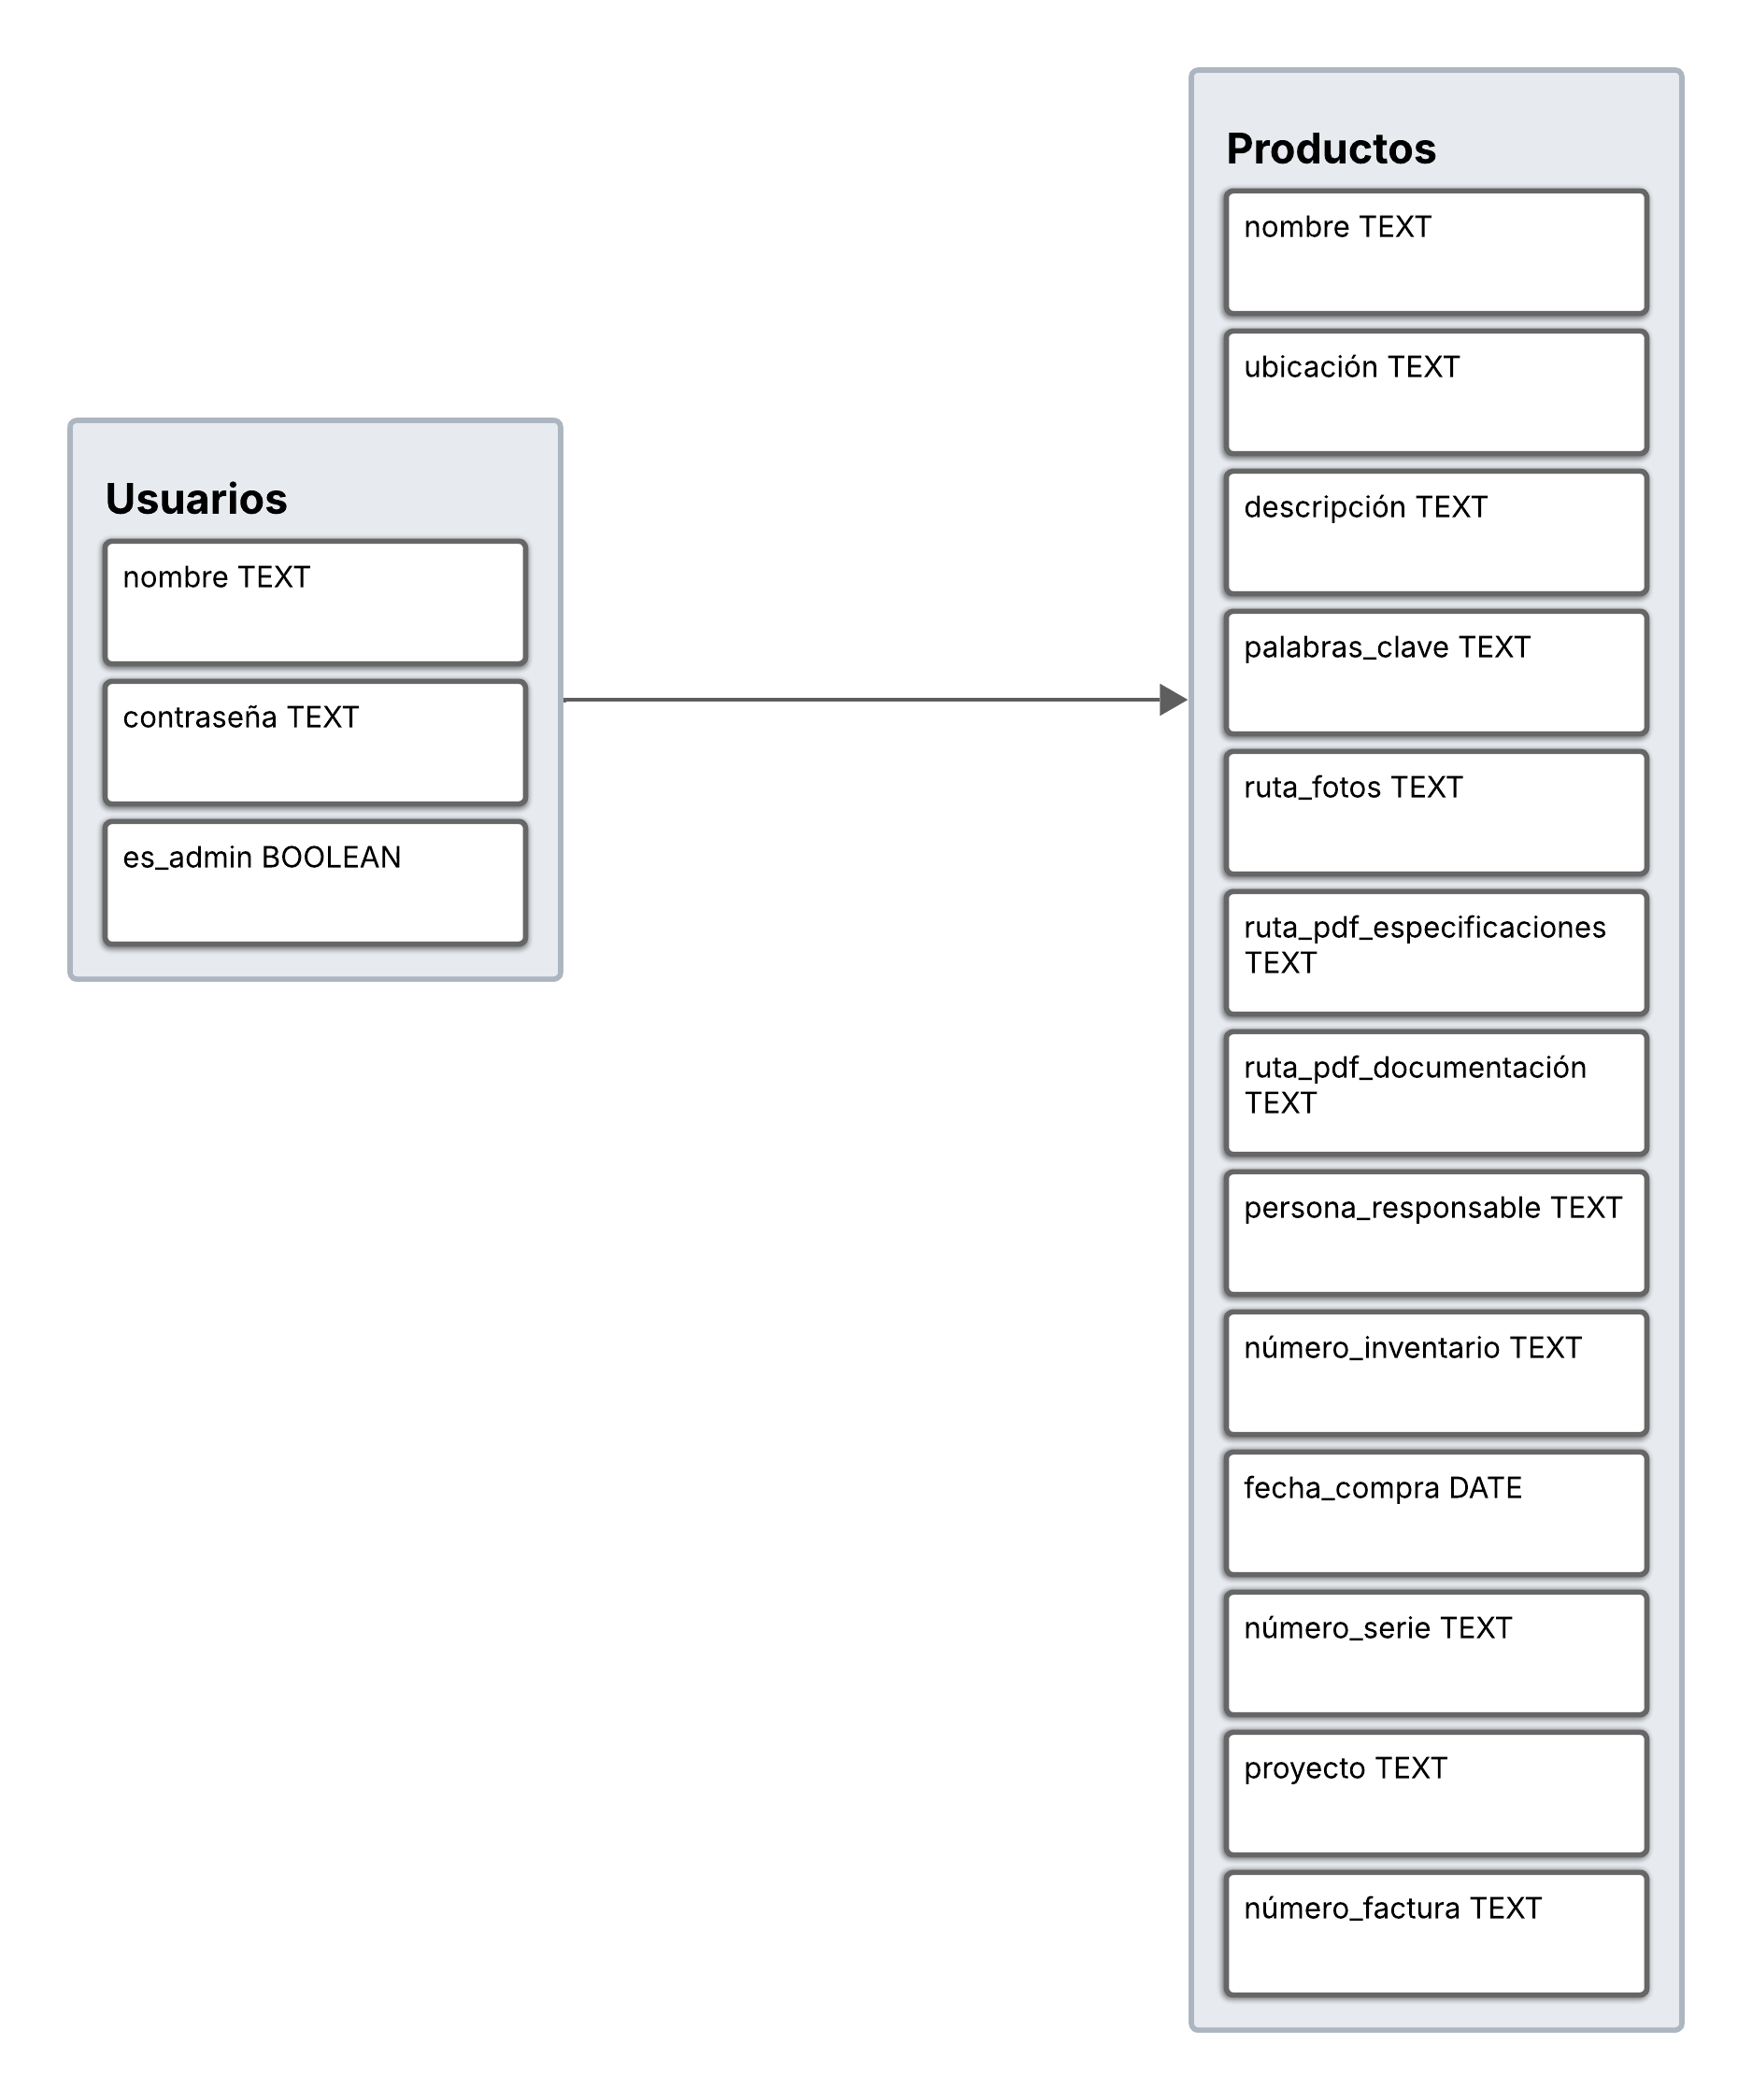 Usuarios
nombre TEXT
contraseña TEXT
es_admin BOOLEAN
Productos
nombre TEXT
ubicación TEXT
descripción TEXT
palabras_clave TEXT
ruta_fotos TEXT
ruta_pdf_especificaciones
TEXT
ruta_pdf_documentación
TEXT
persona_responsable TEXT
número_inventario TEXT
fecha_compra DATE
número_serie TEXT
proyecto TEXT
número_factura TEXT